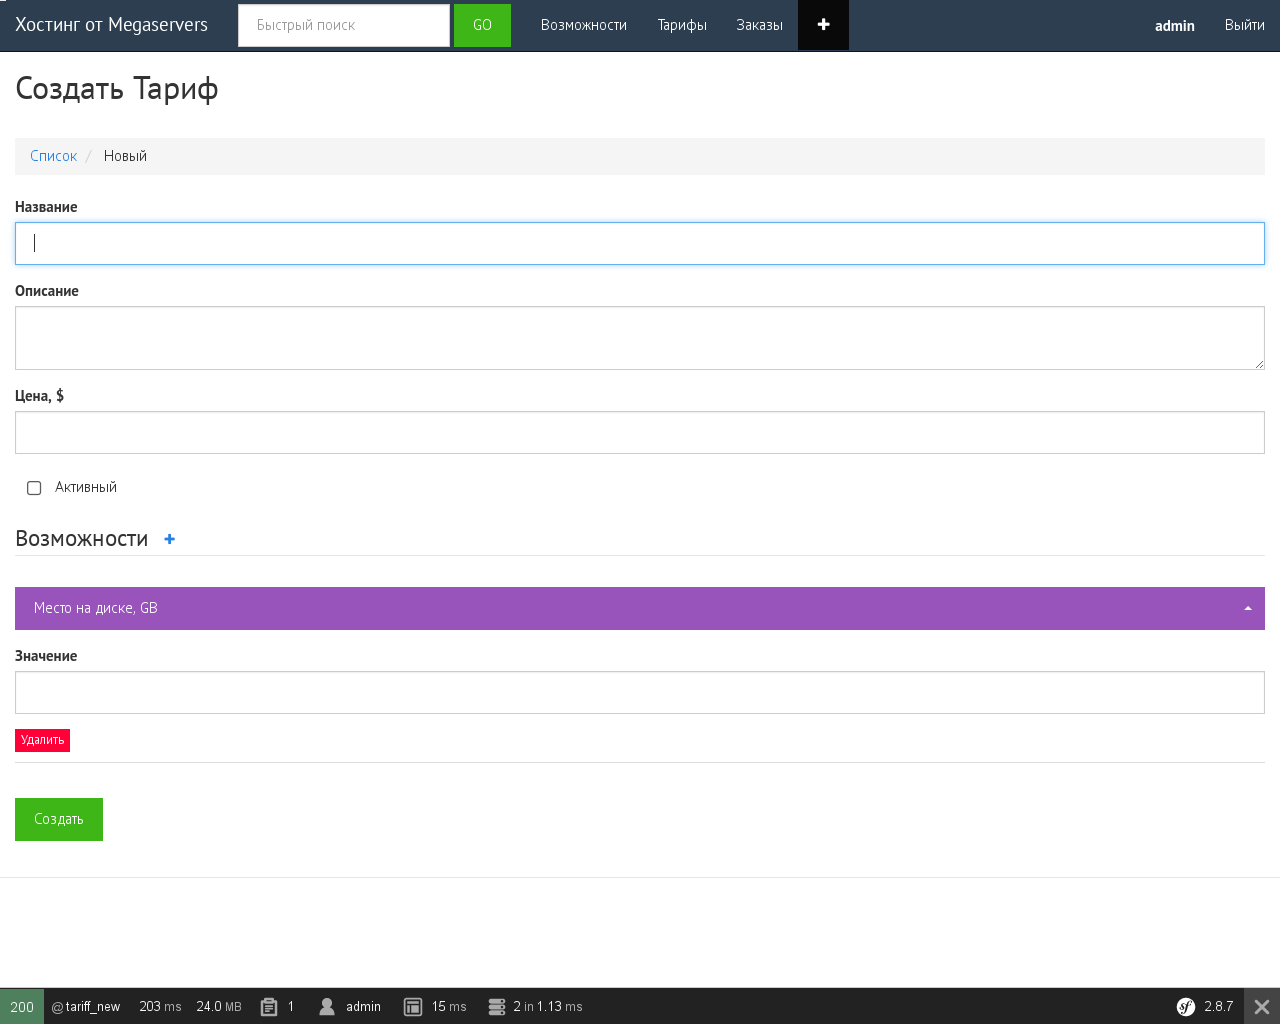 Хостинг от Megaservers Быстрый поиск GO Возможности Тарифы Заказы + admin Выйти
Создать Тариф
Список / Новый
Название
Описание
Цена, $
Активный
Возможности +
Место на диске, GB
Значение
Удалить
Создать
200 @tariff_new 203 ms 24.0 MB 1 admin 15 ms 2 in 1.13 ms sf 2.8.7